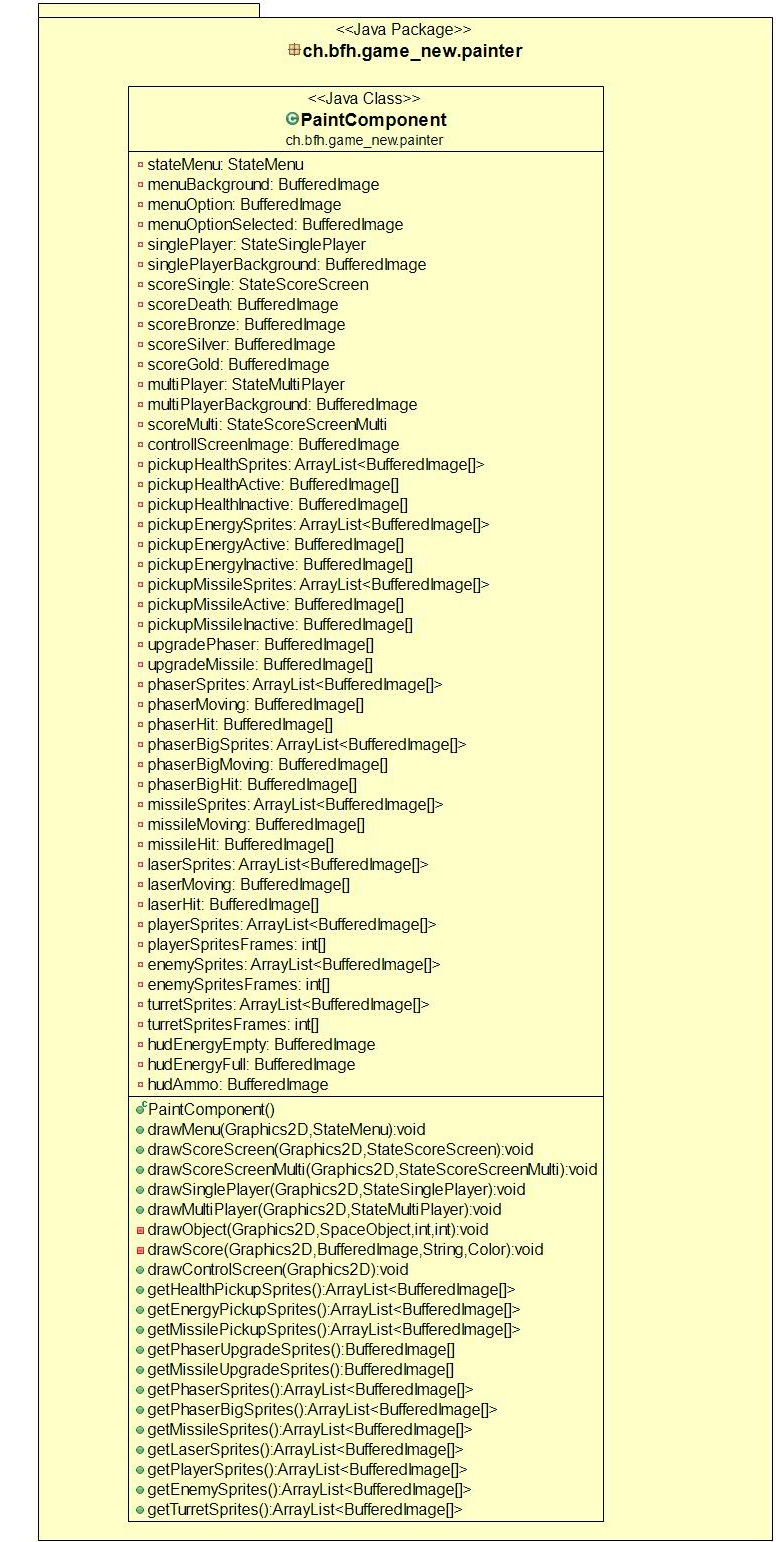 <<Java Package>>
ch.bfh.game_new.painter
<<Java Class>>
PaintComponent
ch.bfh.game_new.painter
stateMenu: StateMenu
menuBackground: BufferedImage
menuOption: BufferedImage
menuOptionSelected: BufferedImage
singlePlayer: StateSinglePlayer
singlePlayerBackground: BufferedImage
scoreSingle: StateScoreScreen
scoreDeath: BufferedImage
scoreBronze: BufferedImage
scoreSilver: BufferedImage
scoreGold: BufferedImage
multiPlayer: StateMultiPlayer
multiPlayerBackground: BufferedImage
scoreMulti: StateScoreScreenMulti
controllScreenImage: BufferedImage
pickupHealthSprites: ArrayList<BufferedImage[]>
pickupHealthActive: BufferedImage[]
pickupHealthInactive: BufferedImage[]
pickupEnergySprites: ArrayList<BufferedImage[]>
pickupEnergyActive: BufferedImage[]
pickupEnergyInactive: BufferedImage[]
pickupMissileSprites: ArrayList<BufferedImage[]>
pickupMissileActive: BufferedImage[]
pickupMissileInactive: BufferedImage[]
upgradePhaser: BufferedImage[]
upgradeMissile: BufferedImage[]
phaserSprites: ArrayList<BufferedImage[]>
phaserMoving: BufferedImage[]
phaserHit: BufferedImage[]
phaserBigSprites: ArrayList<BufferedImage[]>
phaserBigMoving: BufferedImage[]
phaserBigHit: BufferedImage[]
missileSprites: ArrayList<BufferedImage[]>
missileMoving: BufferedImage[]
missileHit: BufferedImage[]
laserSprites: ArrayList<BufferedImage[]>
laserMoving: BufferedImage[]
laserHit: BufferedImage[]
playerSprites: ArrayList<BufferedImage[]>
playerSpritesFrames: int[]
enemySprites: ArrayList<BufferedImage[]>
enemySpritesFrames: int[]
turretSprites: ArrayList<BufferedImage[]>
turretSpritesFrames: int[]
hudEnergyEmpty: BufferedImage
hudEnergyFull: BufferedImage
hudAmmo: BufferedImage
PaintComponent()
drawMenu(Graphics2D,StateMenu):void
drawScoreScreen(Graphics2D,StateScoreScreen):void
drawScoreScreenMulti(Graphics2D,StateScoreScreenMulti):void
drawSinglePlayer(Graphics2D,StateSinglePlayer):void
drawMultiPlayer(Graphics2D,StateMultiPlayer):void
drawObject(Graphics2D,SpaceObject,int,int):void
drawScore(Graphics2D,BufferedImage,String,Color):void
drawControlScreen(Graphics2D):void
getHealthPickupSprites():ArrayList<BufferedImage[]>
getEnergyPickupSprites():ArrayList<BufferedImage[]>
getMissilePickupSprites():ArrayList<BufferedImage[]>
getPhaserUpgradeSprites():BufferedImage[]
getMissileUpgradeSprites():BufferedImage[]
getPhaserSprites():ArrayList<BufferedImage[]>
getPhaserBigSprites():ArrayList<BufferedImage[]>
getMissileSprites():ArrayList<BufferedImage[]>
getLaserSprites():ArrayList<BufferedImage[]>
getPlayerSprites():ArrayList<BufferedImage[]>
getEnemySprites():ArrayList<BufferedImage[]>
getTurretSprites():ArrayList<BufferedImage[]>